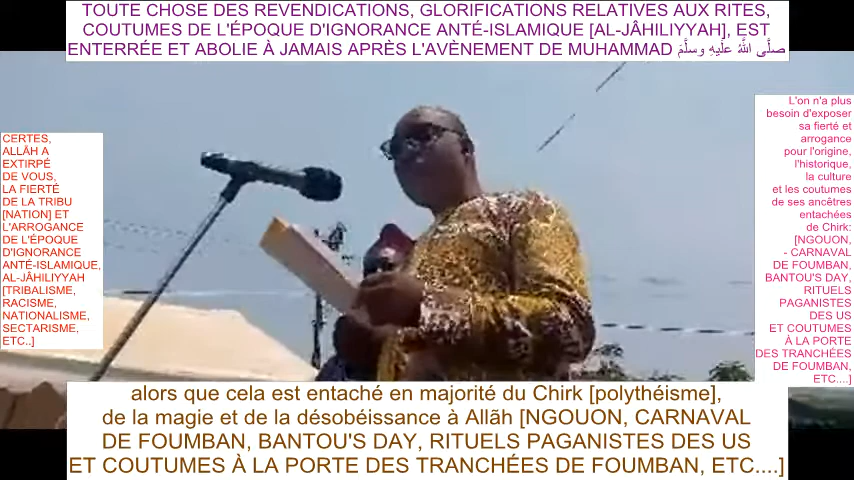 TOUTE CHOSE DES REVENDICATIONS, GLORIFICATIONS RELATIVES AUX RITES,
COUTUMES DE L'ÉPOQUE D'IGNORANCE ANTÉ-ISLAMIQUE [AL-JÂHILIYYAH], EST
ENTERRÉE ET ABOLIE À JAMAIS APRÈS L'AVÈNEMENT DE MUHAMMAD صلَّى اللَّهُ علَيهِ وسلَّمَ
CERTES,
ALLÂH A
EXTIRPÉ
DE VOUS,
LA FIERTÉ
DE LA TRIBU
[NATION] ET
L'ARROGANCE
DE L'ÉPOQUE
D'IGNORANCE
ANTÉ-ISLAMIQUE,
AL-JÂHILIYYAH
[TRIBALISME,
RACISME,
NATIONALISME,
SECTARISME,
ETC..]
L'on n'a plus
besoin d'exposer
sa fierté et
arrogance
pour l'origine,
l'historique,
la culture
et les coutumes
de ses ancêtres
entachées
de Chirk:
[NGOUON,
- CARNAVAL
DE FOUMBAN,
BANTOU'S DAY,
RITUELS
PAGANISTES
DES US
ET COUTUMES
À LA PORTE
DES TRANCHÉES
DE FOUMBAN,
ETC....]
alors que cela est entaché en majorité du Chirk [polythéisme],
de la magie et de la désobéissance à Allãh [NGOUON, CARNAVAL
DE FOUMBAN, BANTOU'S DAY, RITUELS PAGANISTES DES US
ET COUTUMES À LA PORTE DES TRANCHÉES DE FOUMBAN, ETC....]